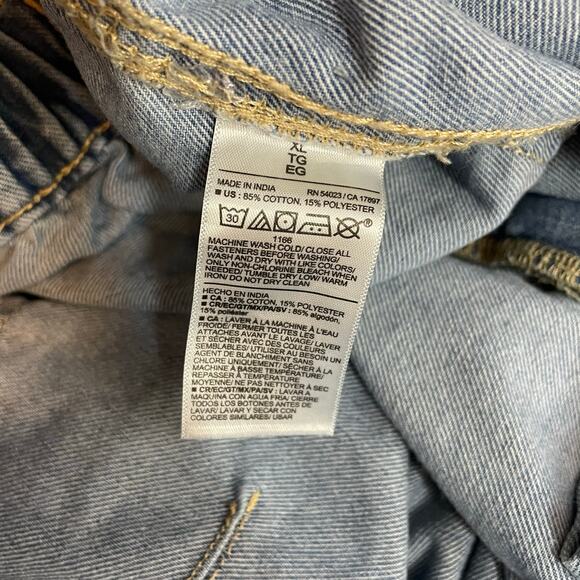 XL
TG
EG
MADE IN INDIA RN 54023 / CA 17897
■ US: 85% COTTON, 15% POLYESTER
30
1166
MACHINE WASH COLD/ CLOSE ALL
FASTENERS BEFORE WASHING/
WASH AND DRY WITH LIKE COLORS/
ONLY NON-CHLORINE BLEACH WHEN
NEEDED/ TUMBLE DRY LOW/ WARM
IRON/ DO NOT DRY CLEAN
HECHO EN INDIA
■ CA: 85% COTON, 15% POLYESTER
■ CR/EC/GT/MX/PA/SV: 85% algodón,
15% poliéster
■ CA: LAVER À LA MACHINE À L'EAU
FROIDE/ FERMER TOUTES LES
ATTACHES AVANT LE LAVAGE/ LAVER
ET SÉCHER AVEC DES COULEURS
SEMBLABLES/ UTILISER AU BESOIN UN
AGENT DE BLANCHIMENT SANS
CHLORE UNIQUEMENT/ SÉCHER À LA
MACHINE À BASSE TEMPÉRATURE/
REPASSER À TEMPÉRATURE
MOYENNE/ NE PAS NETTOYER À SEC
■ CR/EC/GT/MX/PA/SV: LAVAR A
MAQUINA CON AGUA FRIA/ CIERRE
TODOS LOS BOTONES ANTES DE
LAVAR/ LAVAR Y SECAR CON
COLORES SIMILARES/ USAR